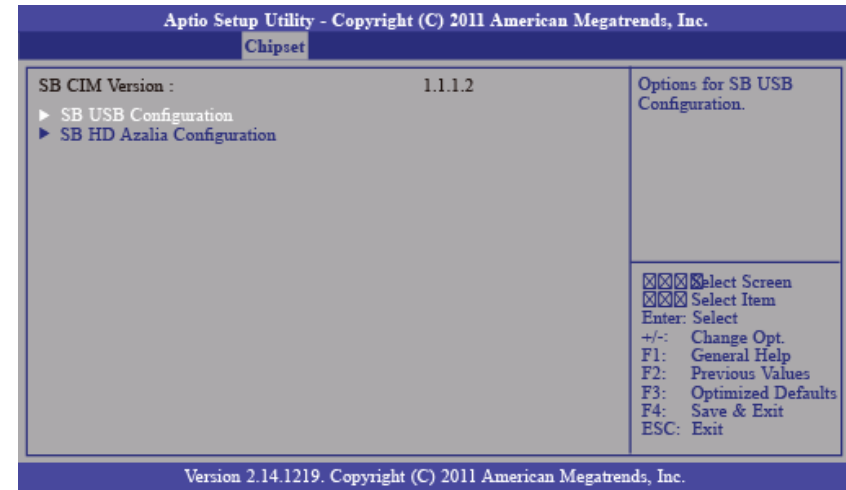 Aptio Setup Utility - Copyright (C) 2011 American Megatrends, Inc.
Chipset
SB CIM Version : 1.1.1.2
► SB USB Configuration
► SB HD Azalia Configuration
Options for SB USB
Configuration.
Select Screen
Select Item
Enter: Select
+/-: Change Opt.
F1: General Help
F2: Previous Values
F3: Optimized Defaults
F4: Save & Exit
ESC: Exit
Version 2.14.1219. Copyright (C) 2011 American Megatrends, Inc.